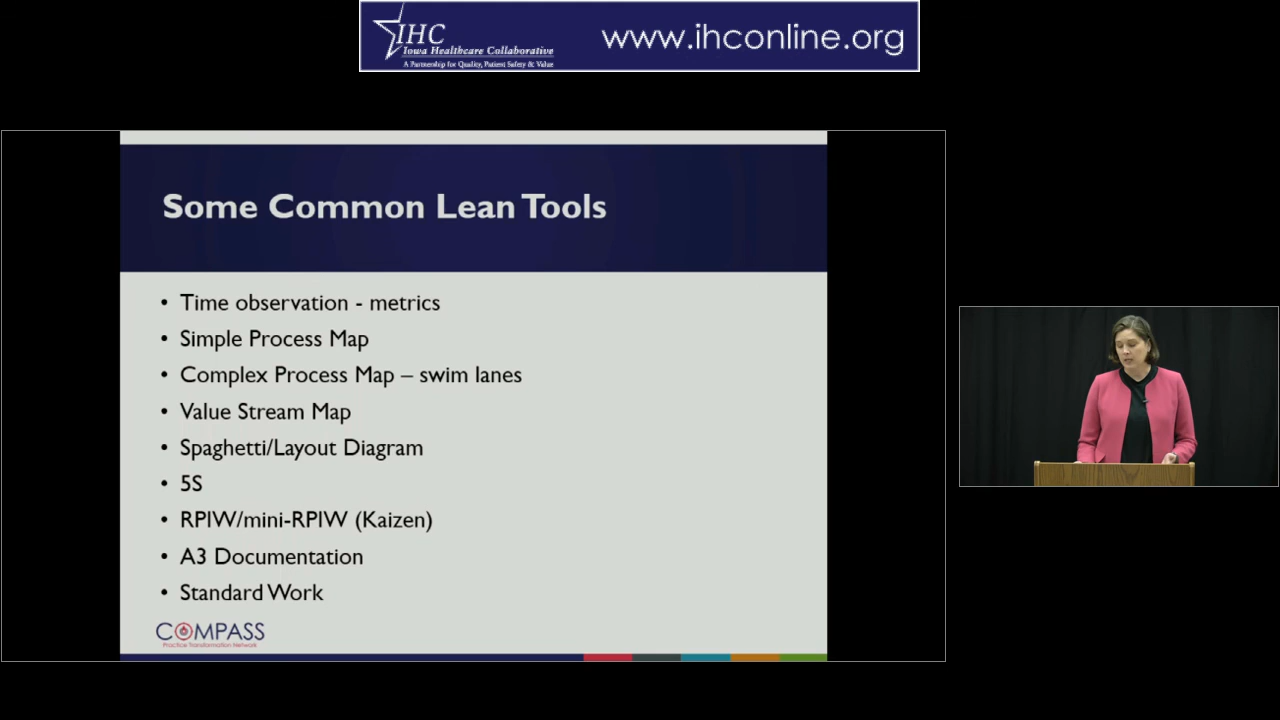 IHC
Iowa Healthcare Collaborative
A Partnership for Quality, Patient Safety & Value
www.ihconline.org
Some Common Lean Tools
• Time observation - metrics
• Simple Process Map
• Complex Process Map – swim lanes
• Value Stream Map
• Spaghetti/Layout Diagram
• 5S
• RPIW/mini-RPIW (Kaizen)
• A3 Documentation
• Standard Work
COMPASS
Practice Transformation Network